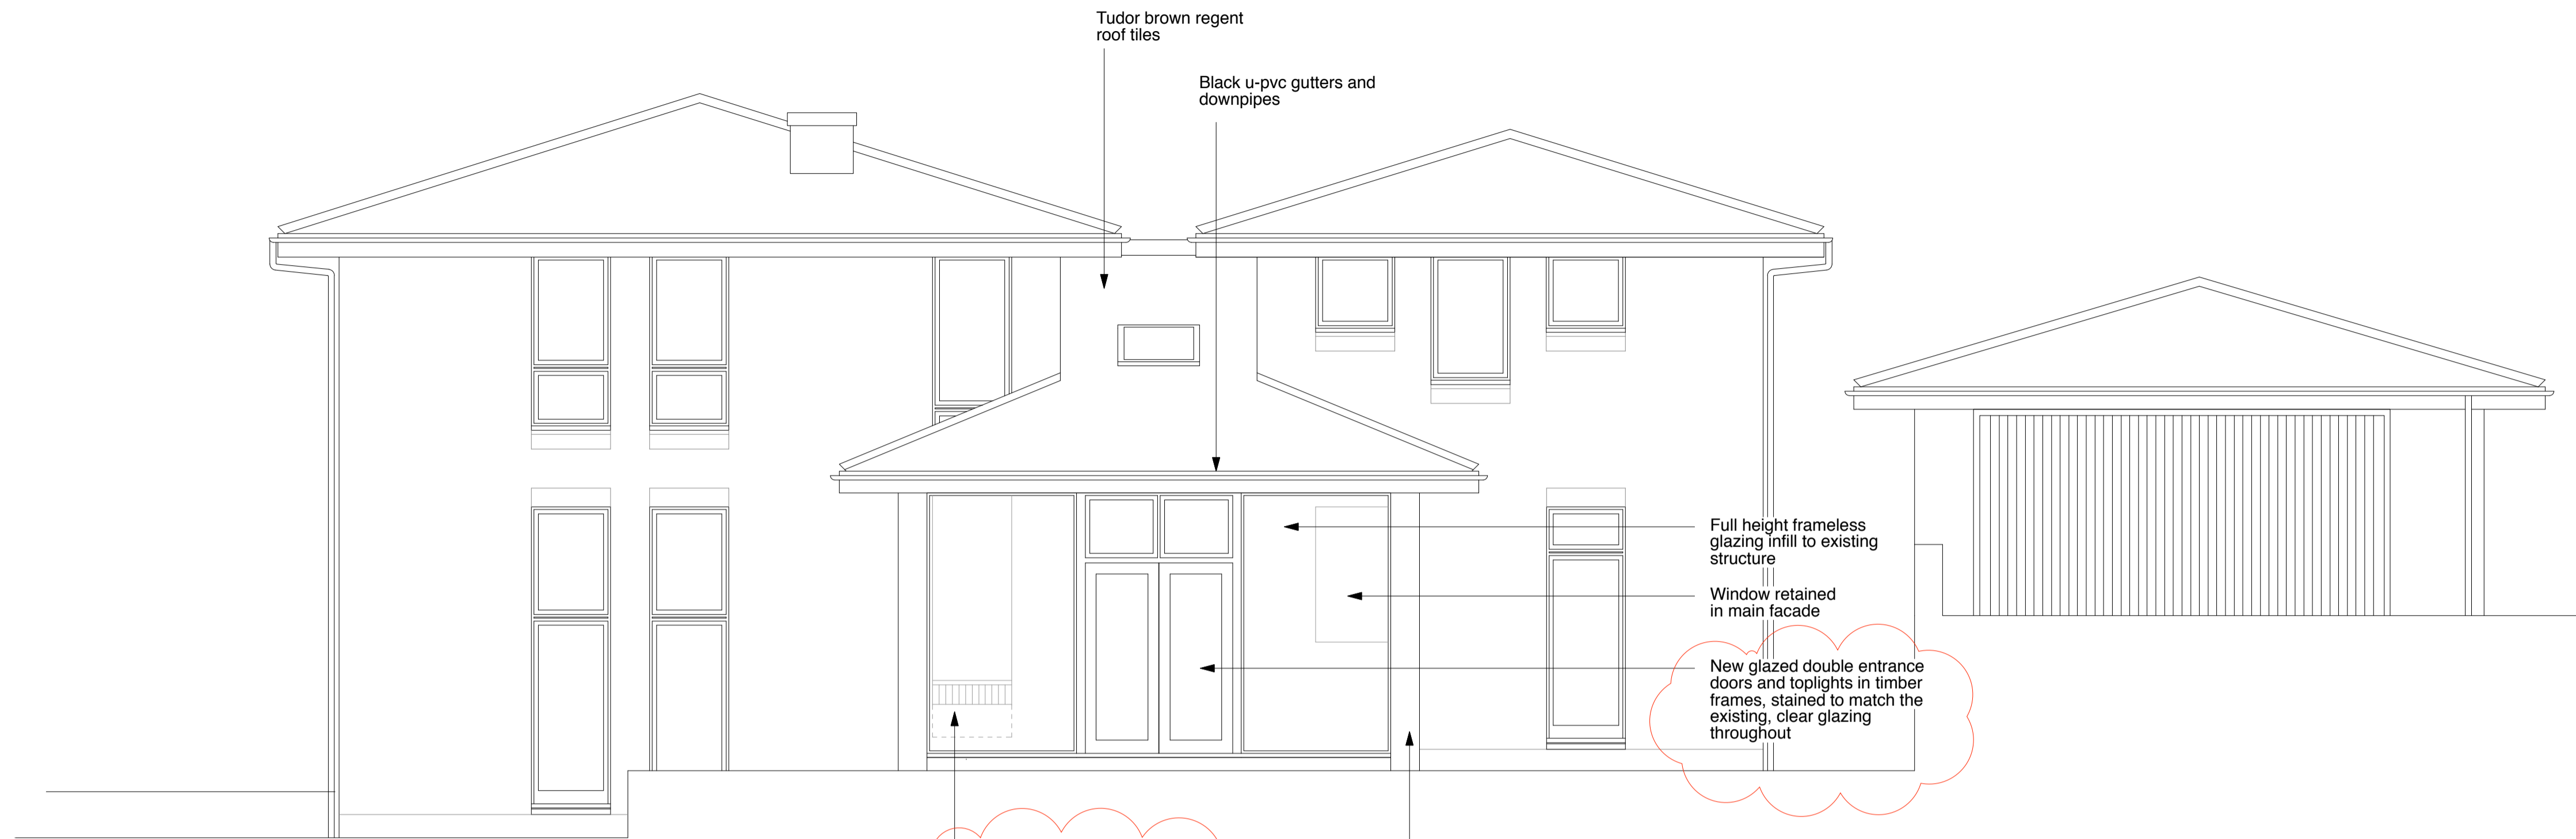 Tudor brown regent
roof tiles
Black u-pvc gutters and
downpipes
Full height frameless
glazing infill to existing
structure
Window retained
in main facade
New glazed double entrance
doors and toplights in timber
frames, stained to match the
existing, clear glazing
throughout